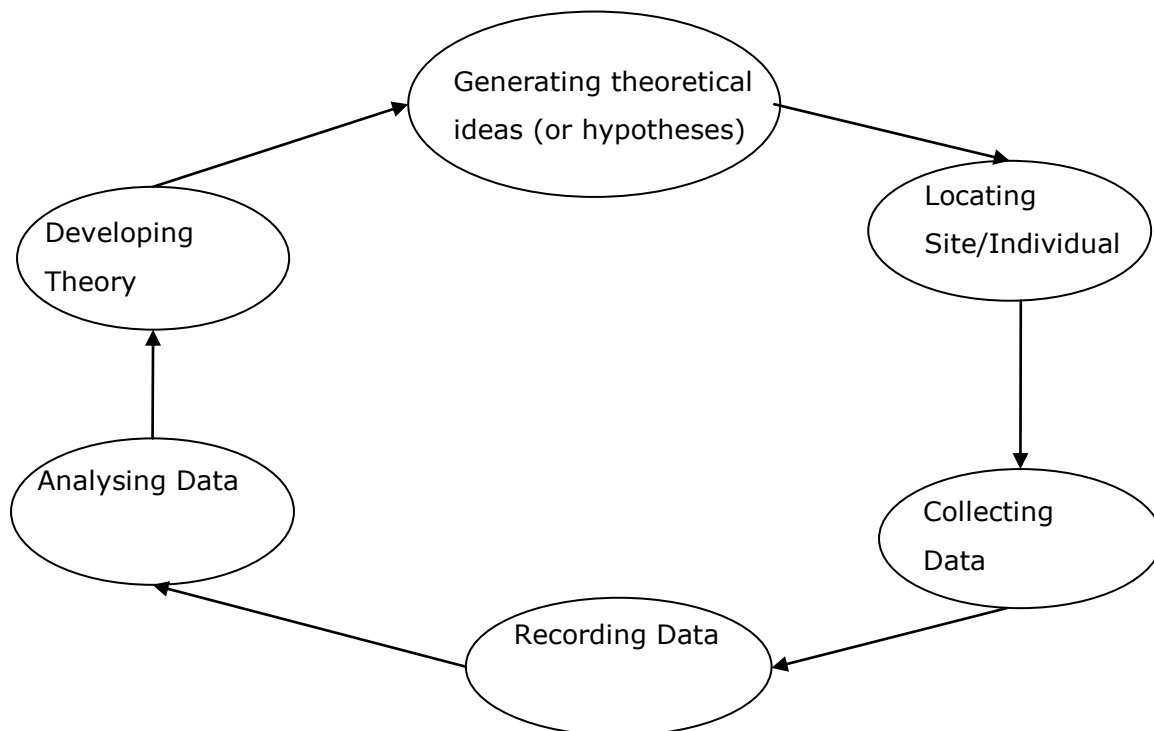 Generating theoretical
ideas (or hypotheses)
Locating
Site/Individual
Collecting
Data
Recording Data
Analysing Data
Developing
Theory